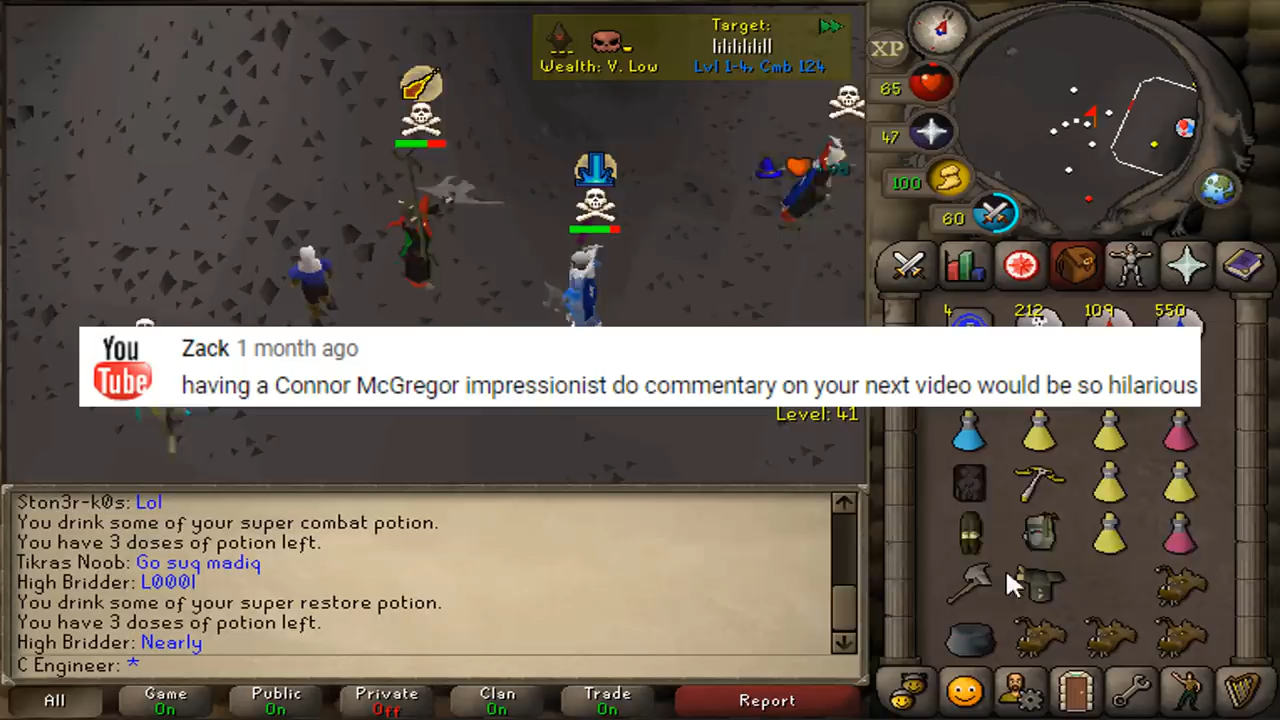 Target:
lilililill
Wealth: V. Low
Lvl 1-4, Cmb 124
XP
65
47
100
60
4 212 109 550
You
Tube
Zack 1 month ago
having a Connor McGregor impressionist do commentary on your next video would be so hilarious
Level: 41
Ston3r-k0s: Lol
You drink some of your super combat potion.
You have 3 doses of potion left.
Tikras Noob: Go suq madiq
High Bridder: L000l
You drink some of your super restore potion.
You have 3 doses of potion left.
High Bridder: Nearly
C Engineer: *
All
Game
On
Public
On
Private
Off
Clan
On
Trade
On
Report